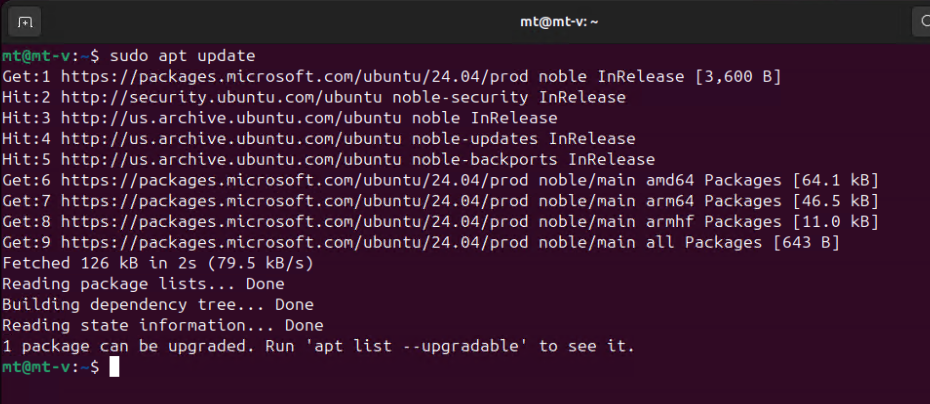 mt@mt-v: ~
mt@mt-v:~$ sudo apt update
Get:1 https://packages.microsoft.com/ubuntu/24.04/prod noble InRelease [3,600 B]
Hit:2 http://security.ubuntu.com/ubuntu noble-security InRelease
Hit:3 http://us.archive.ubuntu.com/ubuntu noble InRelease
Hit:4 http://us.archive.ubuntu.com/ubuntu noble-updates InRelease
Hit:5 http://us.archive.ubuntu.com/ubuntu noble-backports InRelease
Get:6 https://packages.microsoft.com/ubuntu/24.04/prod noble/main amd64 Packages [64.1 kB]
Get:7 https://packages.microsoft.com/ubuntu/24.04/prod noble/main arm64 Packages [46.5 kB]
Get:8 https://packages.microsoft.com/ubuntu/24.04/prod noble/main armhf Packages [11.0 kB]
Get:9 https://packages.microsoft.com/ubuntu/24.04/prod noble/main all Packages [643 B]
Fetched 126 kB in 2s (79.5 kB/s)
Reading package lists... Done
Building dependency tree... Done
Reading state information... Done
1 package can be upgraded. Run 'apt list --upgradable' to see it.
mt@mt-v:~$